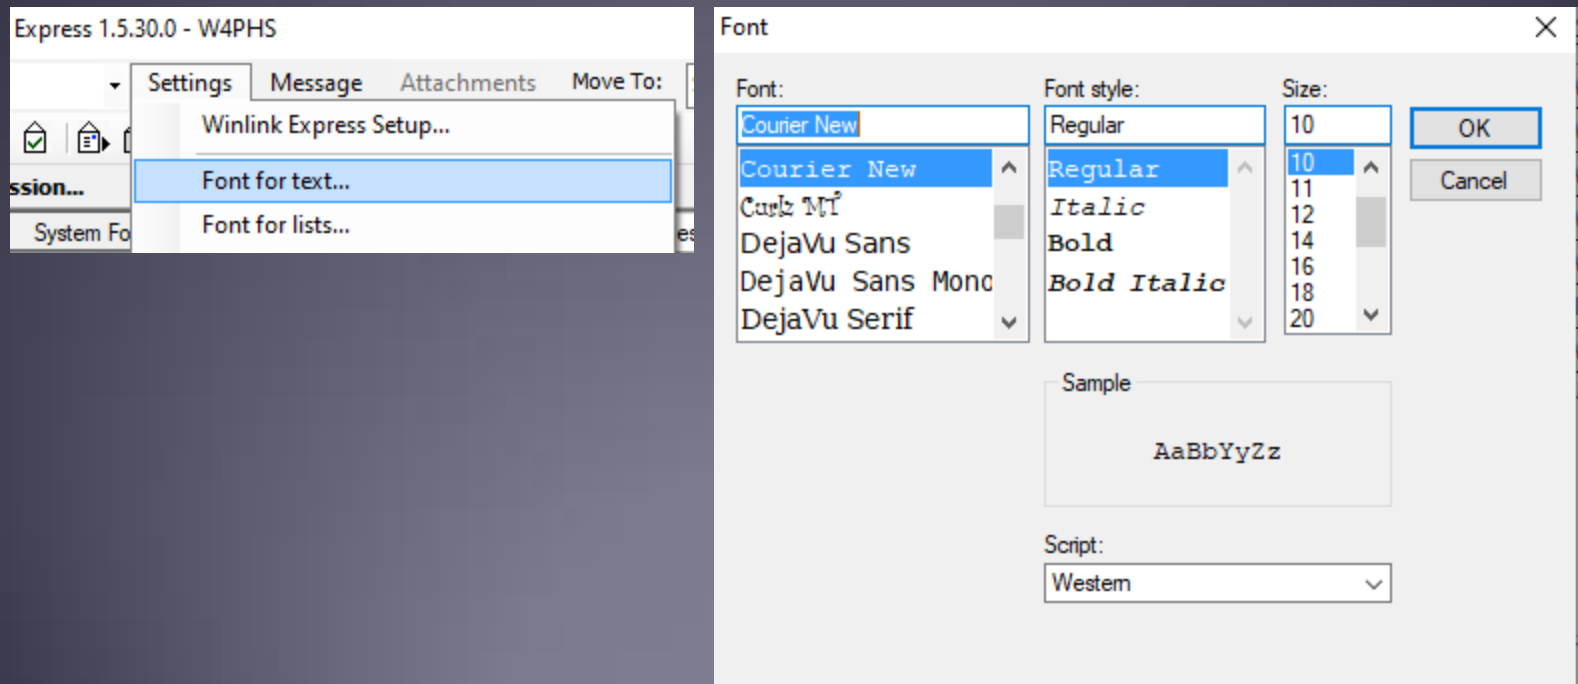 Express 1.5.30.0 - W4PHS
Settings Message Attachments Move To:
Winlink Express Setup...
ssion...
Font for text...
System Fo
Font for lists...
es
Font
Font:
Courier New
Courier New
Curlz MT
DejaVu Sans
DejaVu Sans Mono
DejaVu Serif
Font style:
Regular
Regular
Italic
Bold
Bold Italic
Size:
10
10
11
12
14
16
18
20
OK
Cancel
Sample
AaBbYyZz
Script:
Western